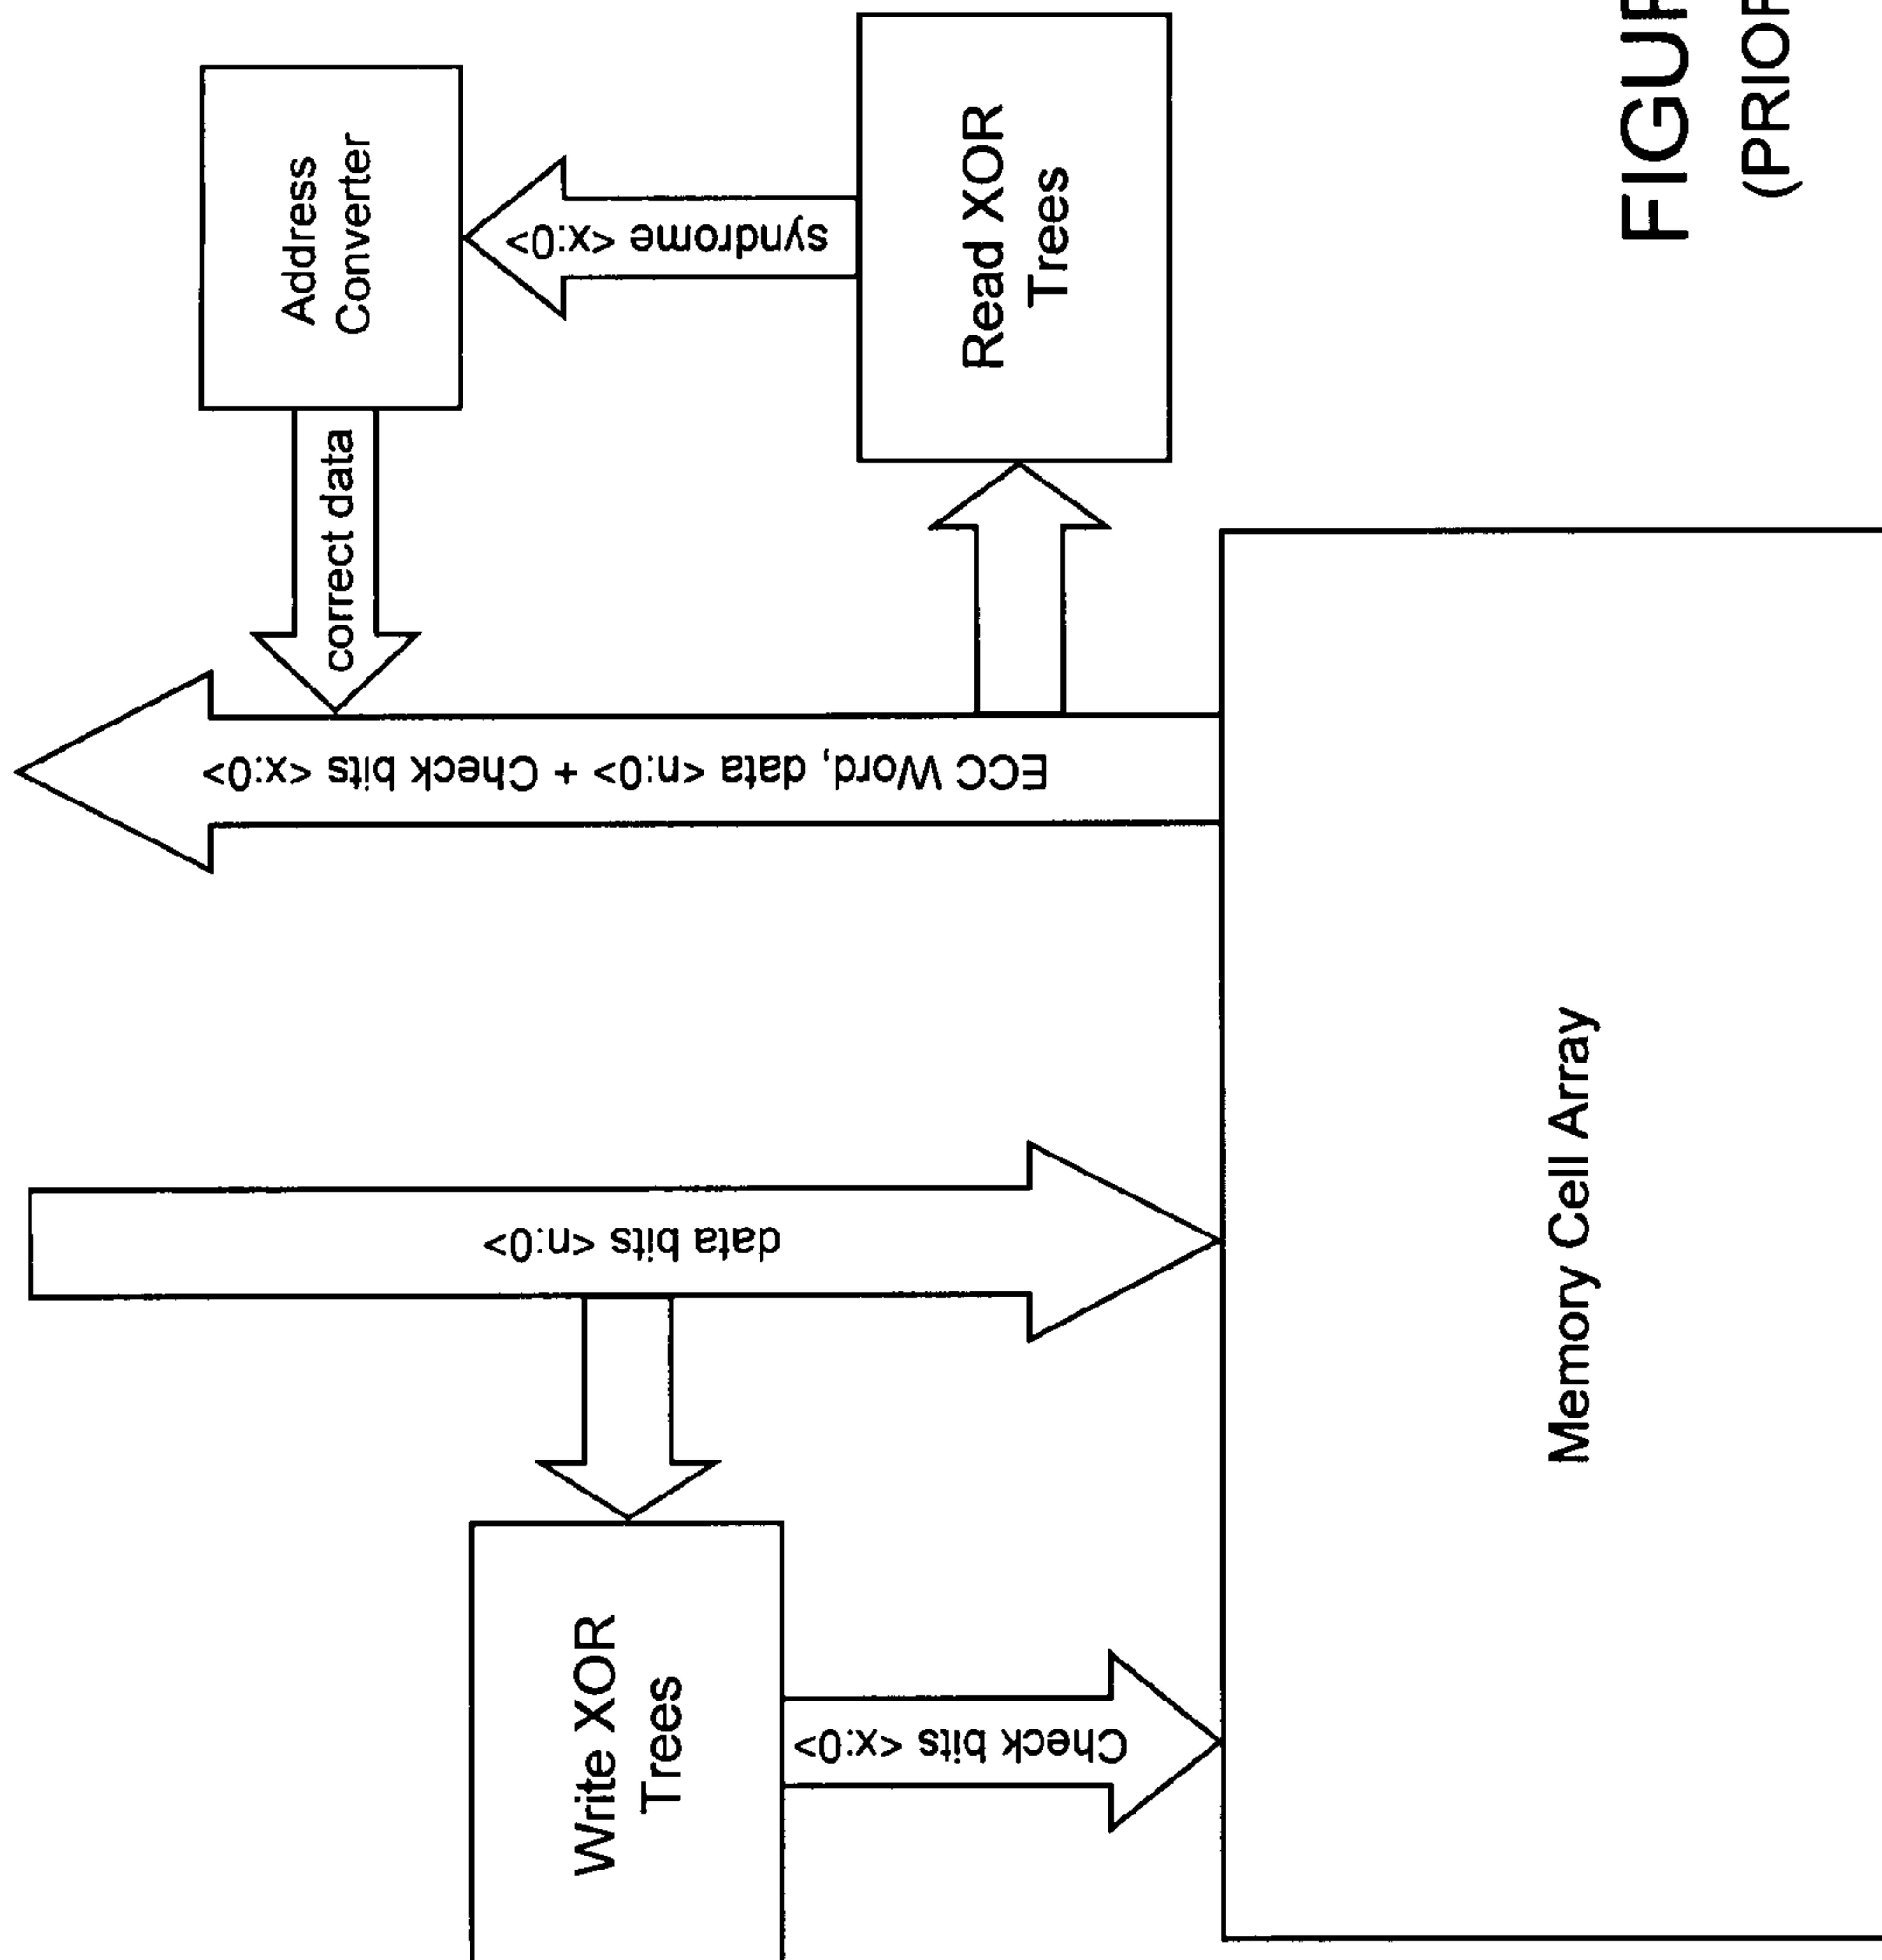 Address
Converter
correct data
syndrome <x:0>
Read XOR
Trees
ECC Word, data <n:0> + Check bits <x:0>
data bits <n:0>
Write XOR
Trees
Check bits <x:0>
Memory Cell Array